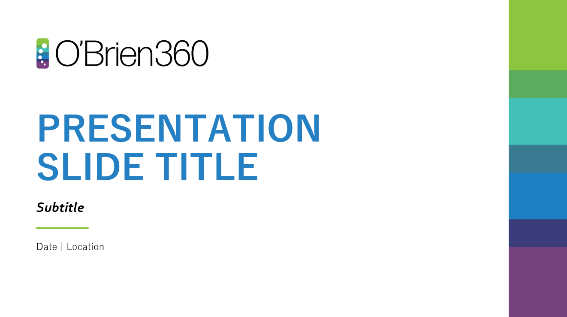 O'Brien360
PRESENTATION
SLIDE TITLE
Subtitle
Date | Location